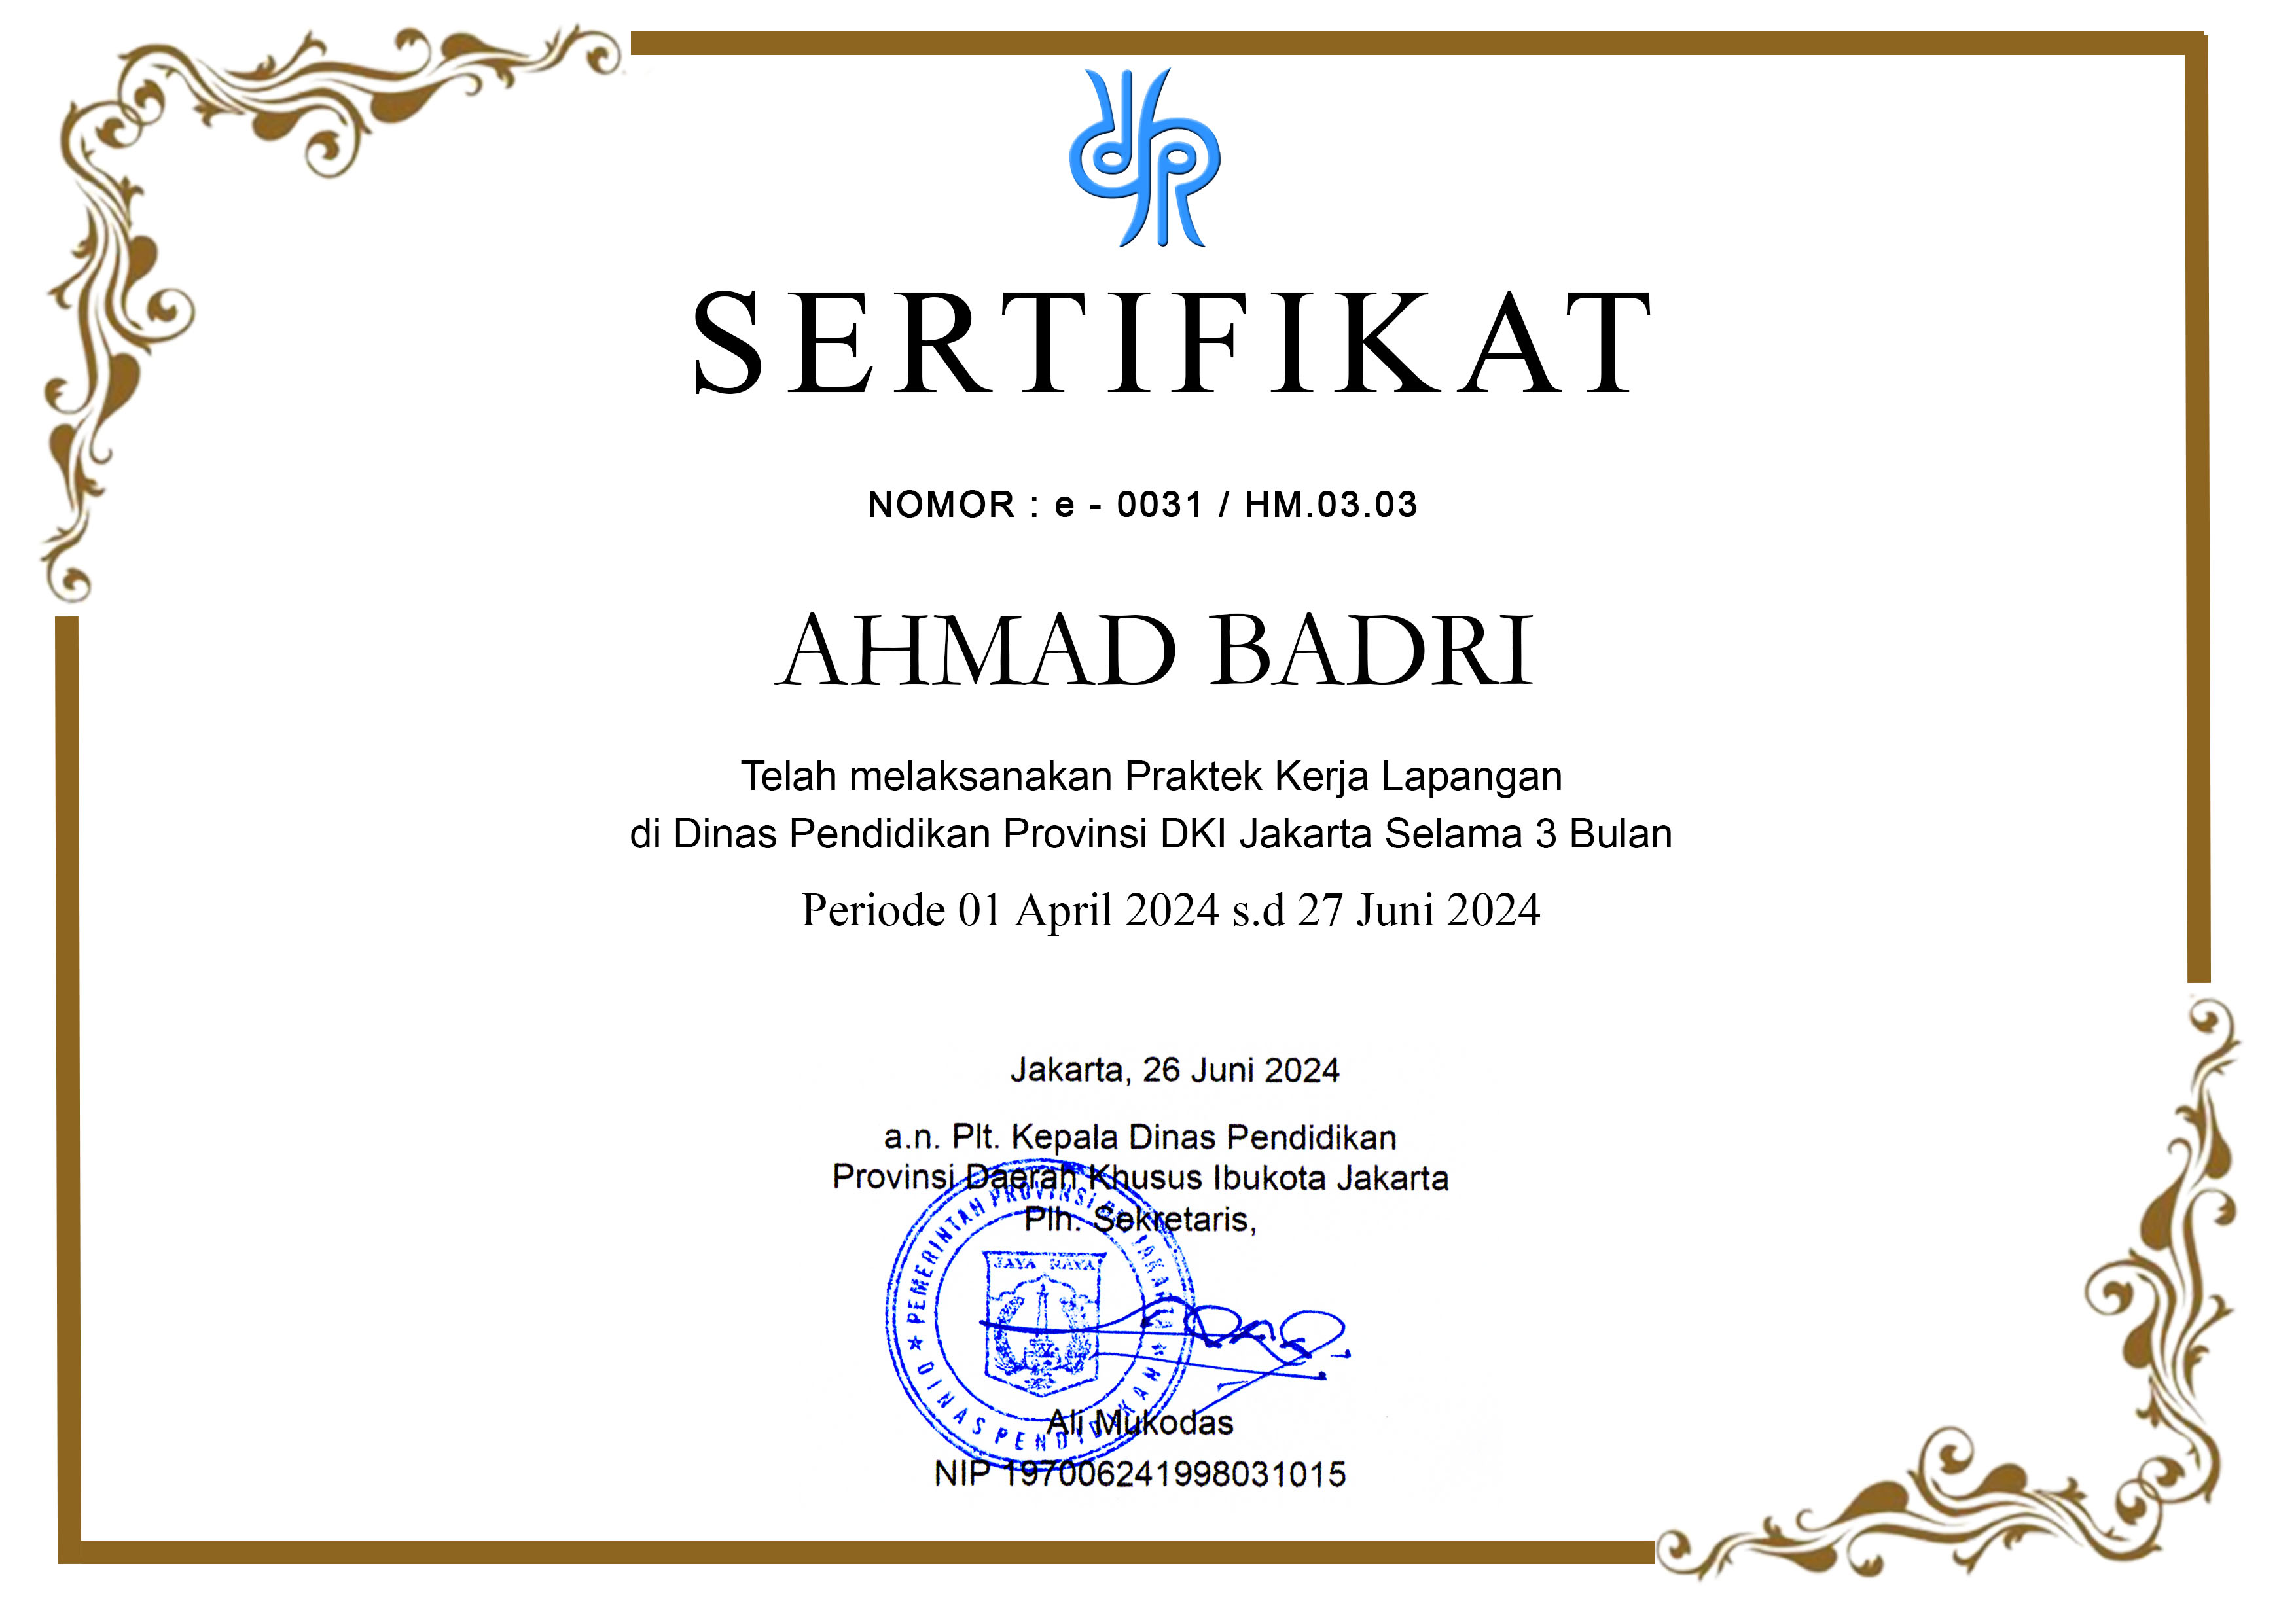 SERTIFIKAT
NOMOR : e - 0031 / HM.03.03
AHMAD BADRI
Telah melaksanakan Praktek Kerja Lapangan
di Dinas Pendidikan Provinsi DKI Jakarta Selama 3 Bulan
Periode 01 April 2024 s.d 27 Juni 2024
Jakarta, 26 Juni 2024
a.n. Plt. Kepala Dinas Pendidikan
Provinsi Daerah Khusus Ibukota Jakarta
Plh. Sekretaris,
PEMERINTAH PROVINSI DKI JAKARTA
JAYA RAYA
DINAS PENDIDIKAN
Ali Mukodas
NIP 197006241998031015